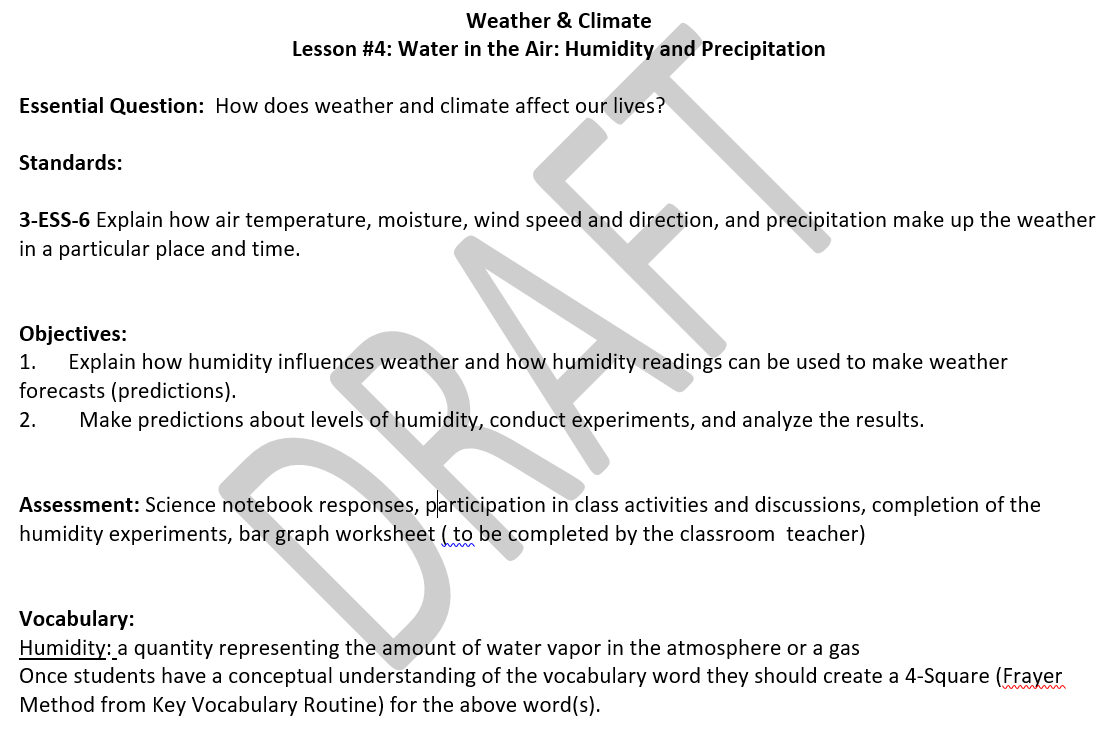 Weather & Climate
Lesson #4: Water in the Air: Humidity and Precipitation
Essential Question:  How does weather and climate affect our lives?
Standards:
3-ESS-6 Explain how air temperature, moisture, wind speed and direction, and precipitation make up the weather
in a particular place and time.
Objectives:
1. Explain how humidity influences weather and how humidity readings can be used to make weather
forecasts (predictions).
2. Make predictions about levels of humidity, conduct experiments, and analyze the results.
Assessment: Science notebook responses, participation in class activities and discussions, completion of the
humidity experiments, bar graph worksheet ( to be completed by the classroom  teacher)
Vocabulary:
Humidity: a quantity representing the amount of water vapor in the atmosphere or a gas
Once students have a conceptual understanding of the vocabulary word they should create a 4-Square (Frayer
Method from Key Vocabulary Routine) for the above word(s).
DRAFT